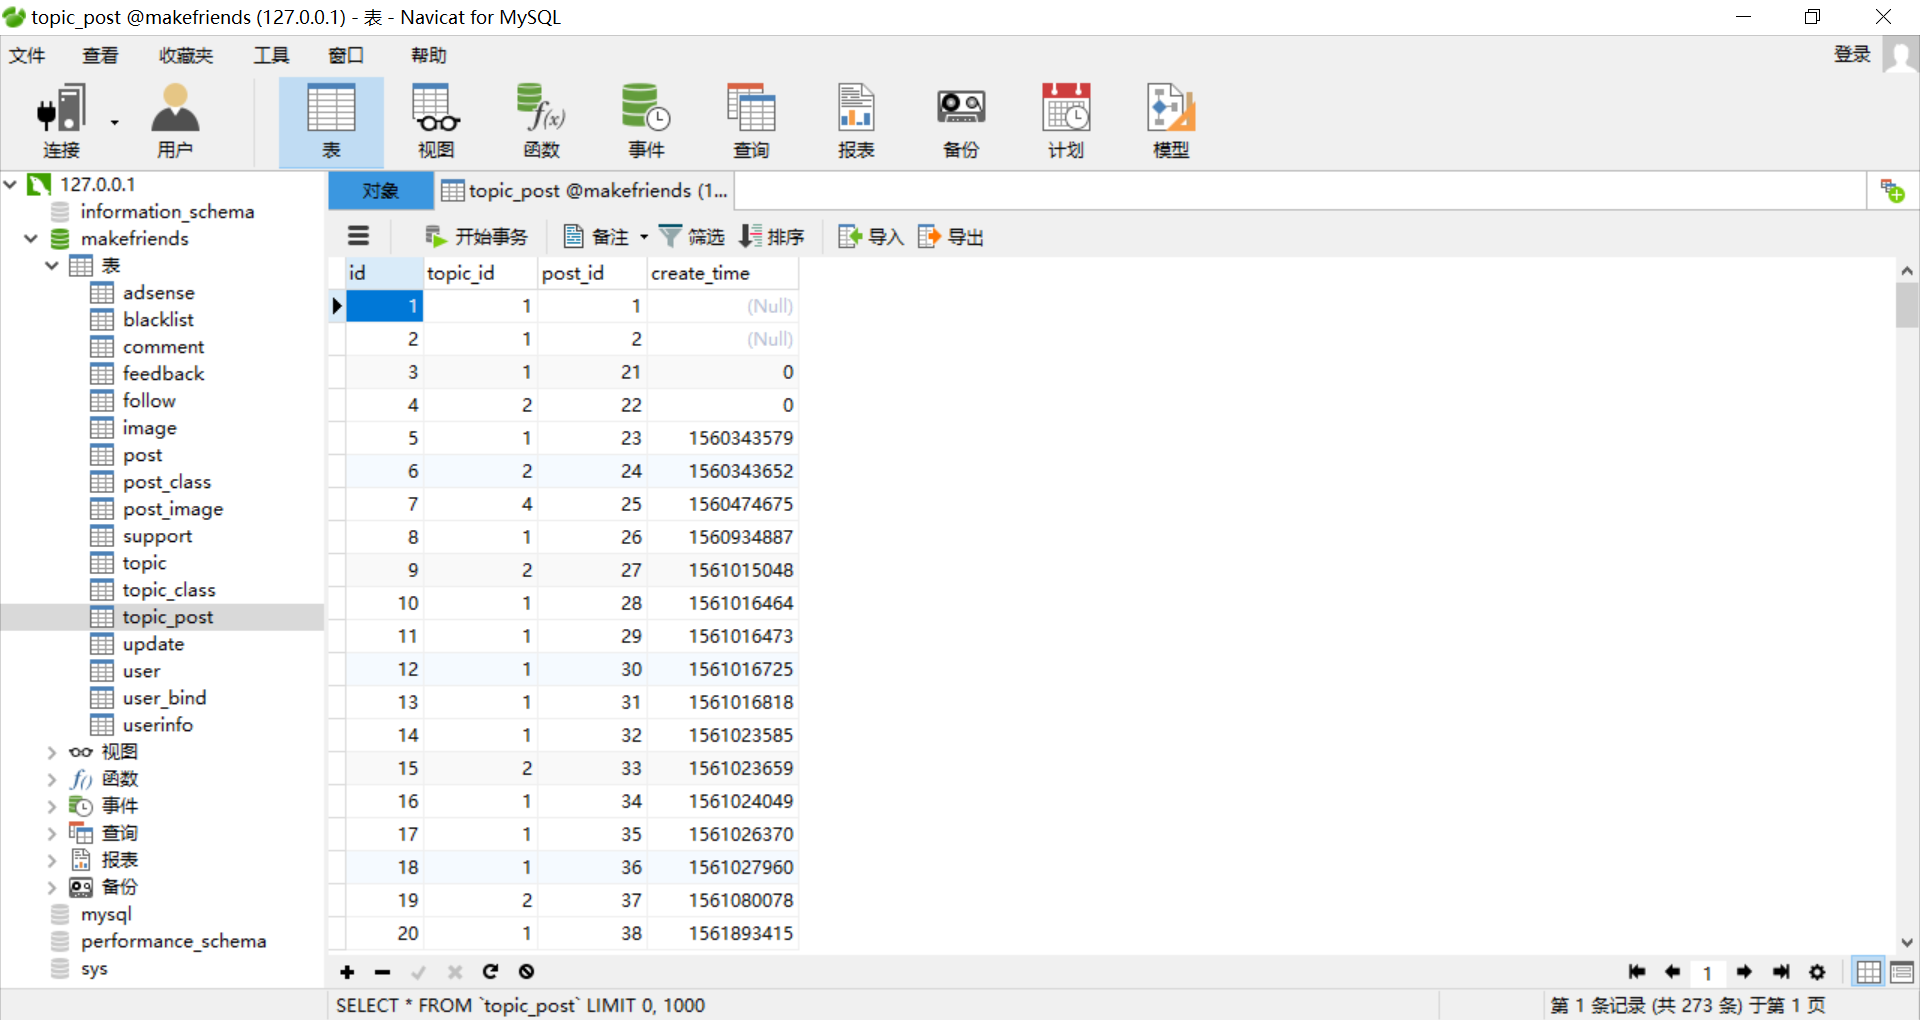 topic_post @makefriends (127.0.0.1) - 表 - Navicat for MySQL
文件 查看 收藏夹 工具 窗口 帮助 登录
连接 用户 表 视图 函数 事件 查询 报表 备份 计划 模型
127.0.0.1
information_schema
makefriends
表
adsense
blacklist
comment
feedback
follow
image
post
post_class
post_image
support
topic
topic_class
topic_post
update
user
user_bind
userinfo
视图
函数
事件
查询
报表
备份
mysql
performance_schema
sys
对象 topic_post @makefriends (1...
开始事务 备注 筛选 排序 导入 导出
id topic_id post_id create_time
1 1 1 (Null)
2 1 2 (Null)
3 1 21 0
4 2 22 0
5 1 23 1560343579
6 2 24 1560343652
7 4 25 1560474675
8 1 26 1560934887
9 2 27 1561015048
10 1 28 1561016464
11 1 29 1561016473
12 1 30 1561016725
13 1 31 1561016818
14 1 32 1561023585
15 2 33 1561023659
16 1 34 1561024049
17 1 35 1561026370
18 1 36 1561027960
19 2 37 1561080078
20 1 38 1561893415
1
SELECT * FROM `topic_post` LIMIT 0, 1000 第 1 条记录 (共 273 条) 于第 1 页